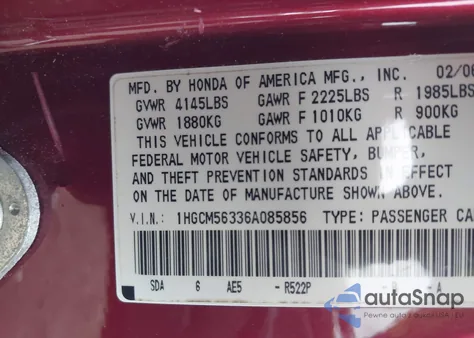 MFD. BY HONDA OF AMERICA MFG., INC. 02/06
GVWR 4145LBS GAWR F 2225LBS R 1985LBS
GVWR 1880KG GAWR F 1010KG R 900KG
THIS VEHICLE CONFORMS TO ALL APPLICABLE
FEDERAL MOTOR VEHICLE SAFETY, BUMPER,
AND THEFT PREVENTION STANDARDS IN EFFECT
ON THE DATE OF MANUFACTURE SHOWN ABOVE.
V.I.N.: 1HGCM56336A085856 TYPE: PASSENGER CA
SDA 6 AE5 - R522P - B - A
autoSnap